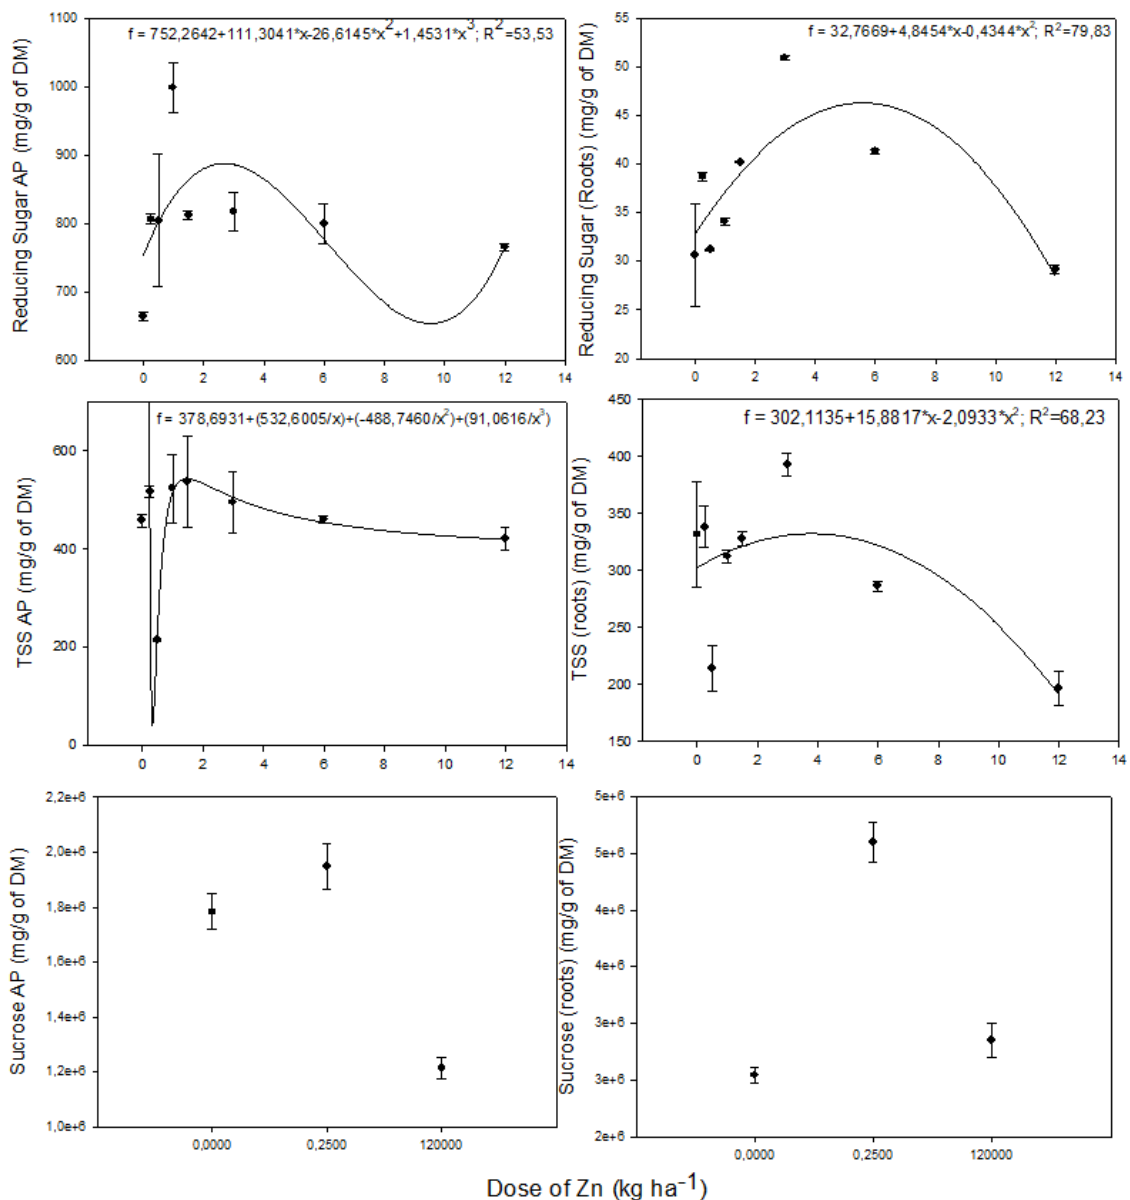 f = 752,2642+111,3041*x-26,6145*x²+1,4531*x³; R²=53,53
Reducing Sugar AP (mg/g of DM)
1100
1000
900
800
700
600
0 2 4 6 8 10 12 14
f = 32,7669+4,8454*x-0,4344*x²; R²=79,83
Reducing Sugar (Roots) (mg/g of DM)
55
50
45
40
35
30
25
20
0 2 4 6 8 10 12 14
f = 378,6931+(532,6005/x)+(-488,7460/x²)+(91,0616/x³)
TSS AP (mg/g of DM)
600
400
200
0
0 2 4 6 8 10 12 14
f = 302,1135+15,8817*x-2,0933*x²; R²=68,23
TSS (roots) (mg/g of DM)
450
400
350
300
250
200
150
0 2 4 6 8 10 12 14
Sucrose AP (mg/g of DM)
2,2e+6
2,0e+6
1,8e+6
1,6e+6
1,4e+6
1,2e+6
1,0e+6
0,0000 0,2500 120000
Sucrose (roots) (mg/g of DM)
5e+6
5e+6
4e+6
4e+6
3e+6
3e+6
2e+6
0,0000 0,2500 120000
Dose of Zn (kg ha⁻¹)